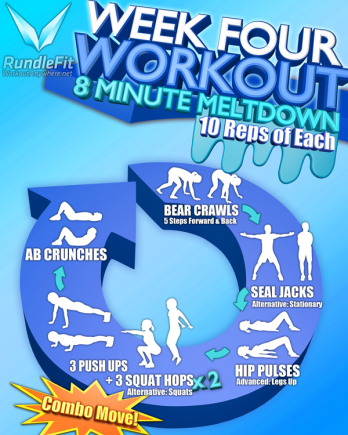 RundleFit
WorkoutAnywhere.net
WEEK FOUR
WORKOUT
8 MINUTE MELTDOWN
10 Reps of Each
BEAR CRAWLS
5 Steps Forward & Back
SEAL JACKS
Alternative: Stationary
HIP PULSES
Advanced: Legs Up
3 PUSH UPS
+ 3 SQUAT HOPS x 2
Alternative: Squats
Combo Move!
AB CRUNCHES